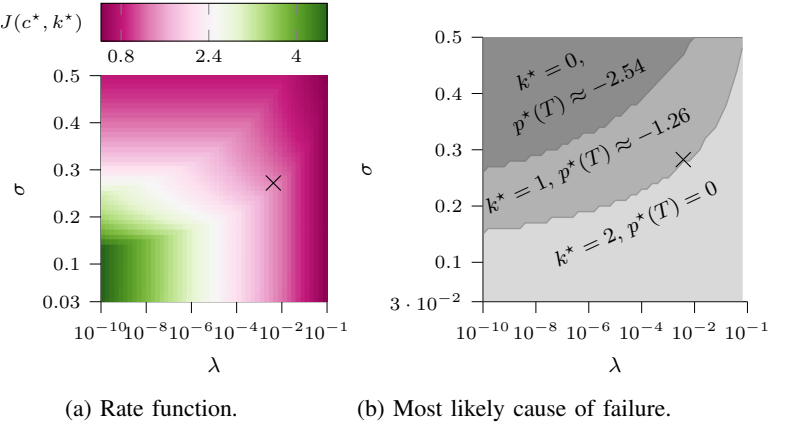 J(c⋆, k⋆)
0.8 2.4 4
0.5
0.4
0.3
0.2
0.1
0.03
σ
10^−10 10^−8 10^−6 10^−4 10^−2 10^−1
λ
(a) Rate function.
0.5
0.4
0.3
0.2
0.1
3 · 10^−2
σ
k⋆ = 0,
p⋆(T) ≈ −2.54
k⋆ = 1, p⋆(T) ≈ −1.26
k⋆ = 2, p⋆(T) = 0
10^−10 10^−8 10^−6 10^−4 10^−2 10^−1
λ
(b) Most likely cause of failure.